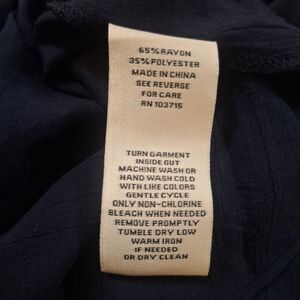 65% RAYON
35% POLYESTER
MADE IN CHINA
SEE REVERSE
FOR CARE
RN 103715
TURN GARMENT
INSIDE OUT
MACHINE WASH OR
HAND WASH COLD
WITH LIKE COLORS
GENTLE CYCLE
ONLY NON-CHLORINE
BLEACH WHEN NEEDED
REMOVE PROMPTLY
TUMBLE DRY LOW
WARM IRON
IF NEEDED
OR DRY CLEAN